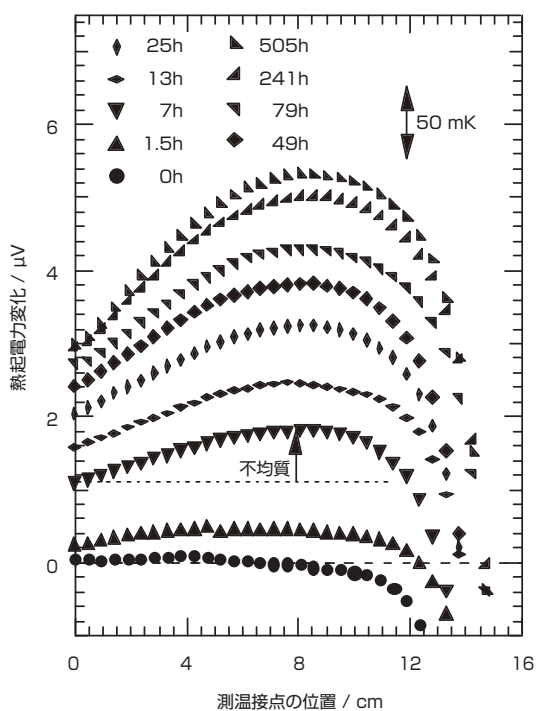 25h
505h
13h
241h
7h
79h
1.5h
49h
0h
50 mK
6
4
2
0
不均質
熱起電力変化 / μV
0
4
8
12
16
測温接点の位置 / cm